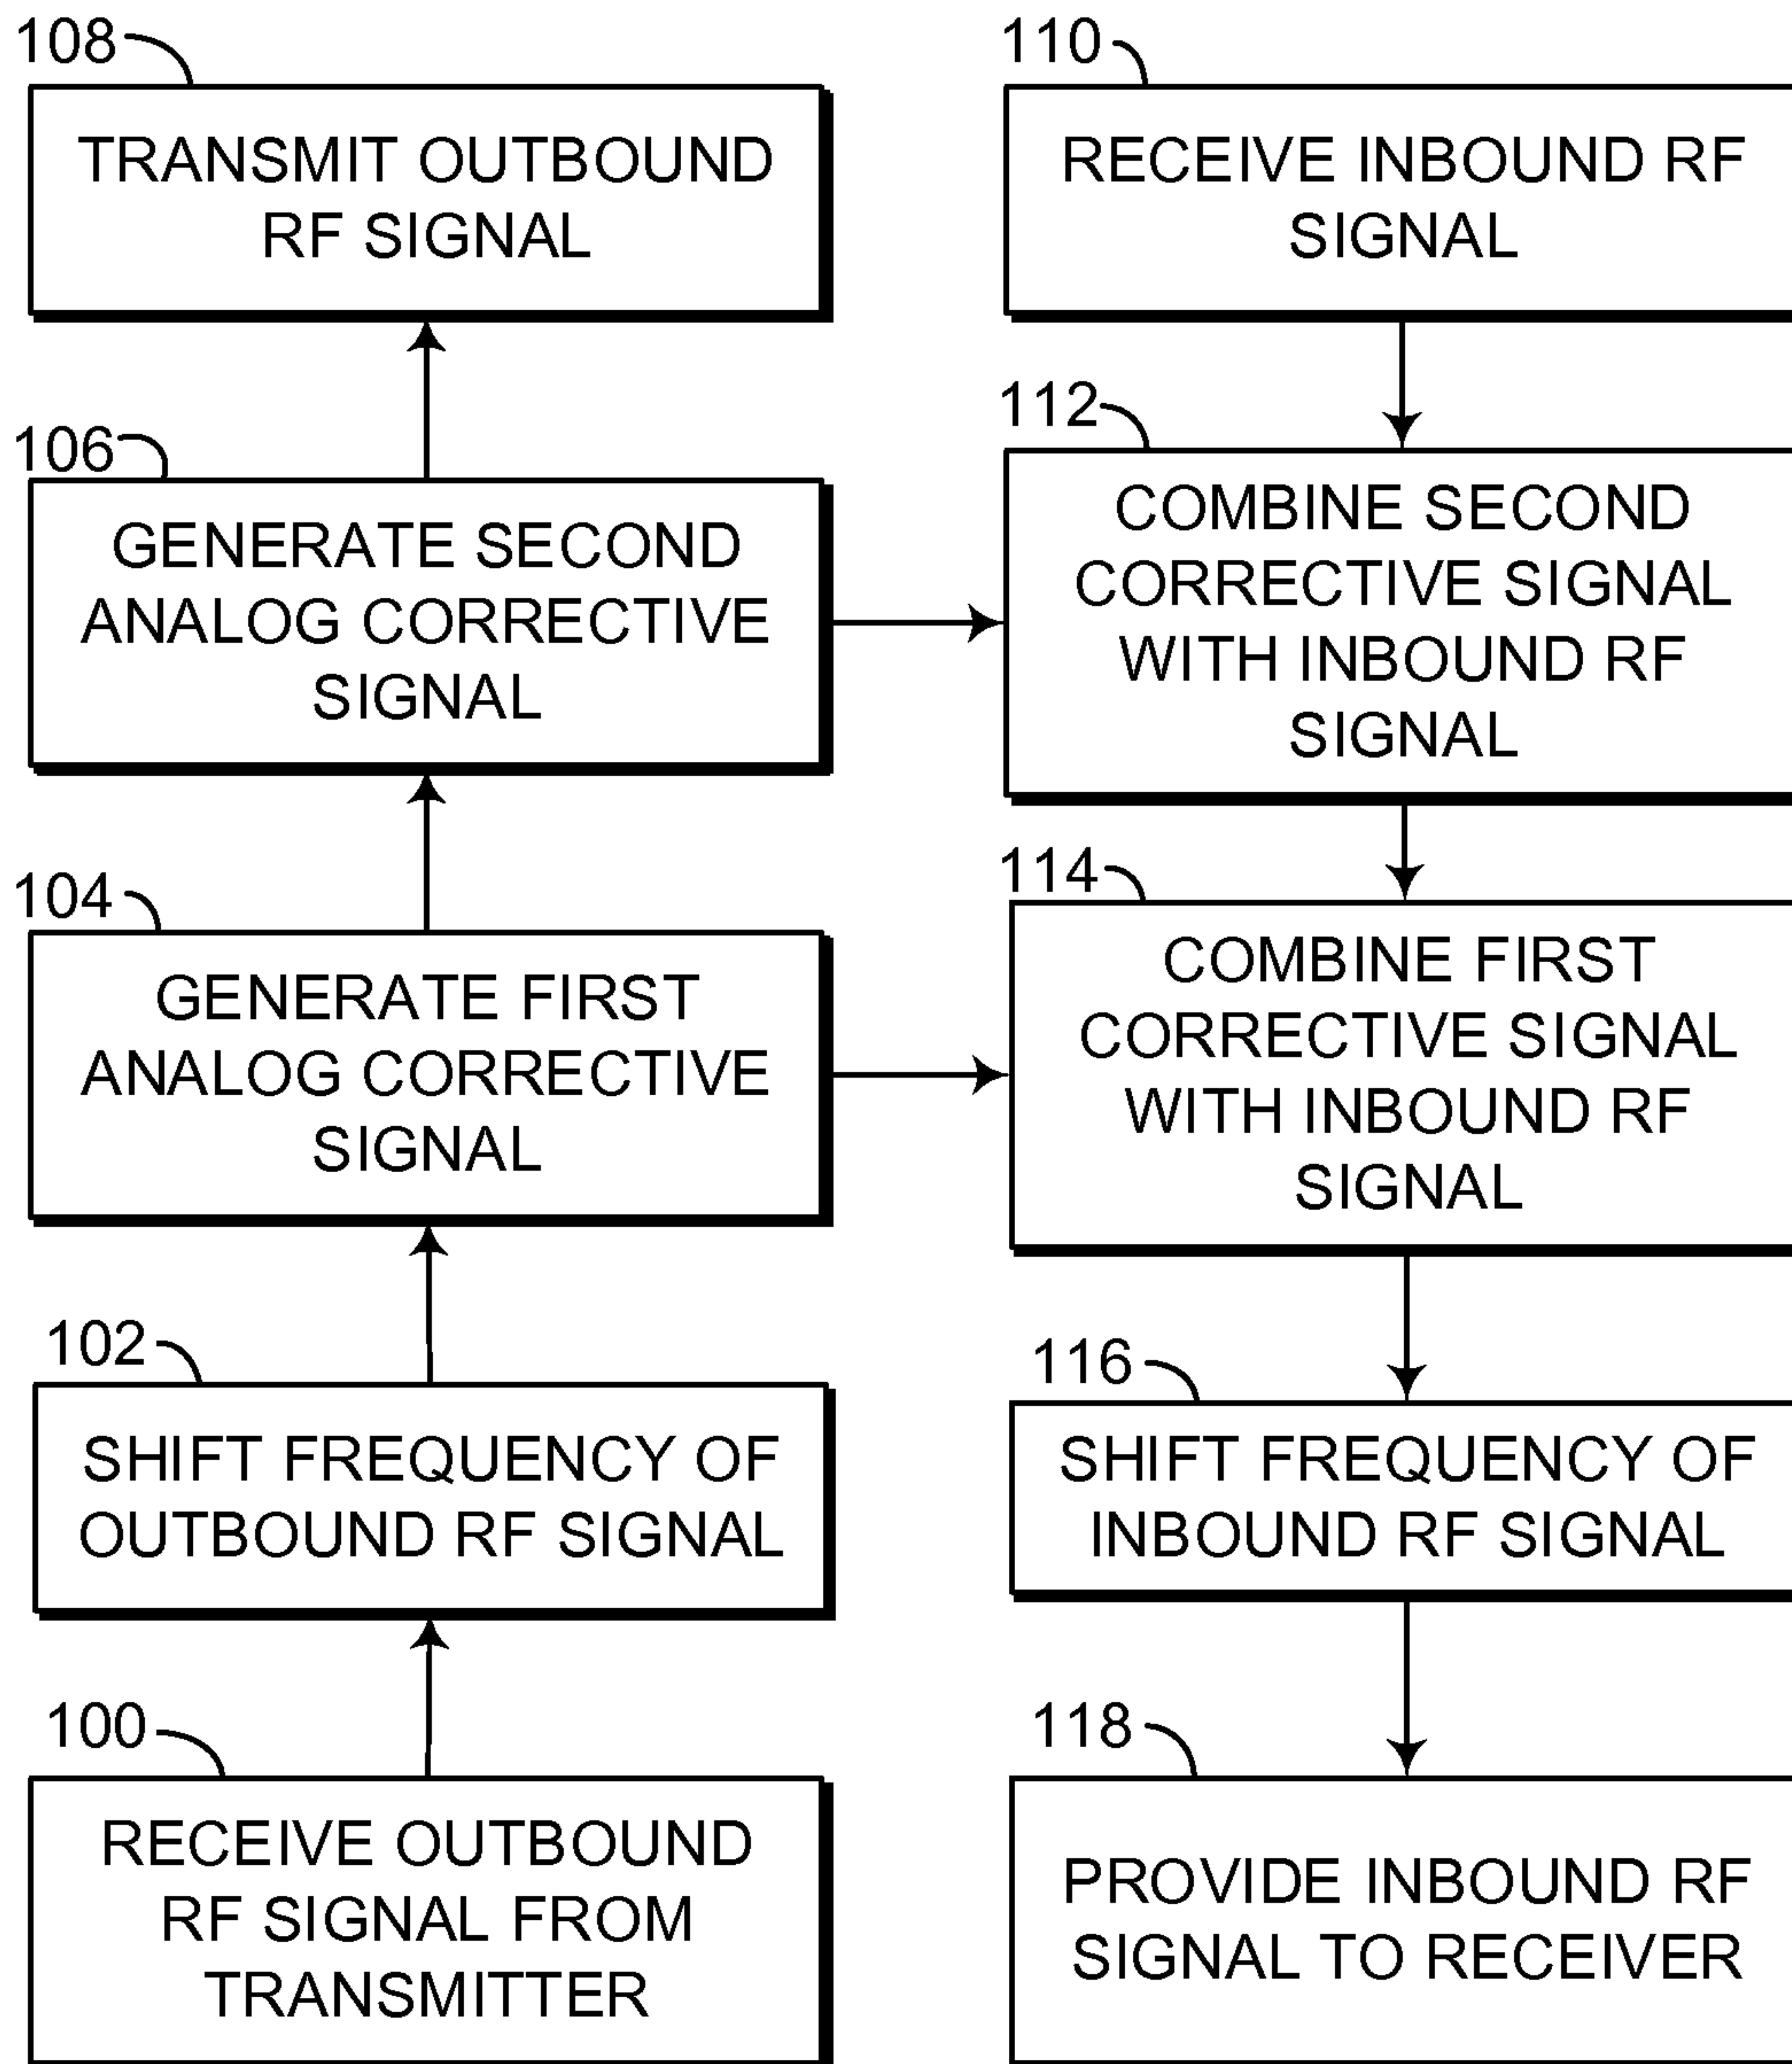 108
TRANSMIT OUTBOUND
RF SIGNAL
106
GENERATE SECOND
ANALOG CORRECTIVE
SIGNAL
104
GENERATE FIRST
ANALOG CORRECTIVE
SIGNAL
102
SHIFT FREQUENCY OF
OUTBOUND RF SIGNAL
100
RECEIVE OUTBOUND
RF SIGNAL FROM
TRANSMITTER
110
RECEIVE INBOUND RF
SIGNAL
112
COMBINE SECOND
CORRECTIVE SIGNAL
WITH INBOUND RF
SIGNAL
114
COMBINE FIRST
CORRECTIVE SIGNAL
WITH INBOUND RF
SIGNAL
116
SHIFT FREQUENCY OF
INBOUND RF SIGNAL
118
PROVIDE INBOUND RF
SIGNAL TO RECEIVER